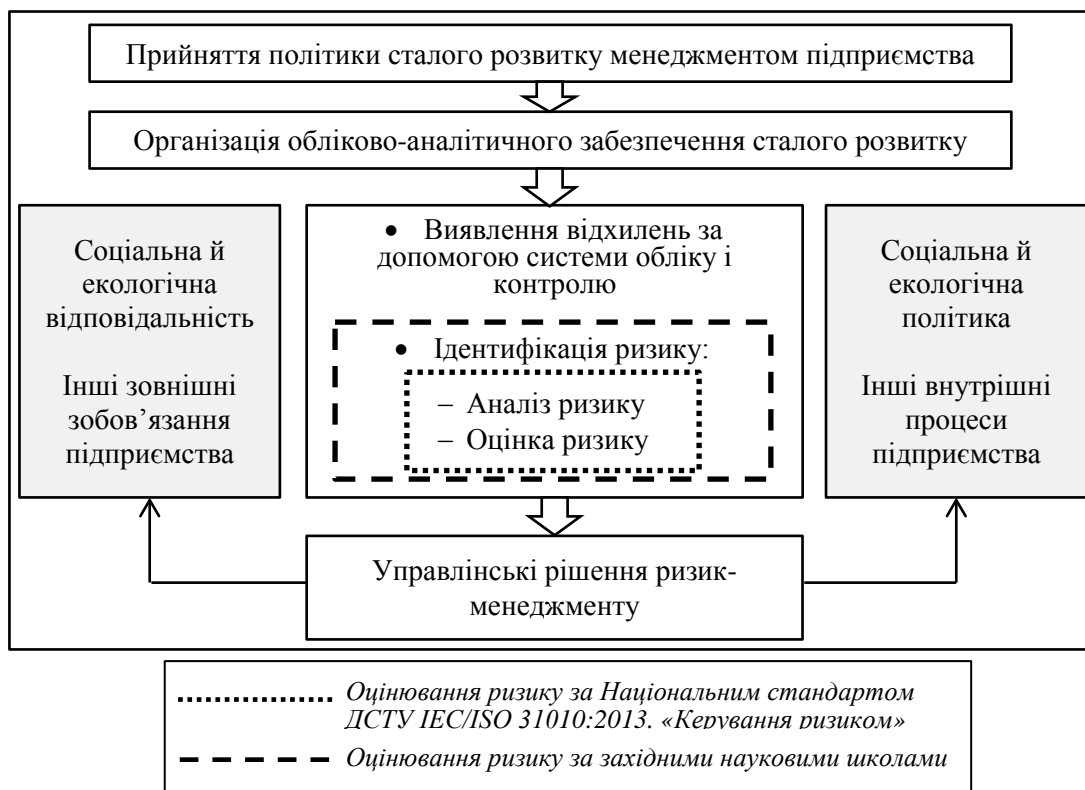 Прийняття політики сталого розвитку менеджментом підприємства
Організація обліково-аналітичного забезпечення сталого розвитку
Соціальна й
екологічна
відповідальність
Інші зовнішні
зобов’язання
підприємства
• Виявлення відхилень за
допомогою системи обліку і
контролю
• Ідентифікація ризику:
– Аналіз ризику
– Оцінка ризику
Соціальна й
екологічна
політика
Інші внутрішні
процеси
підприємства
Управлінські рішення ризик-
менеджменту
Оцінювання ризику за Національним стандартом
ДСТУ IEC/ISO 31010:2013. «Керування ризиком»
Оцінювання ризику за західними науковими школами